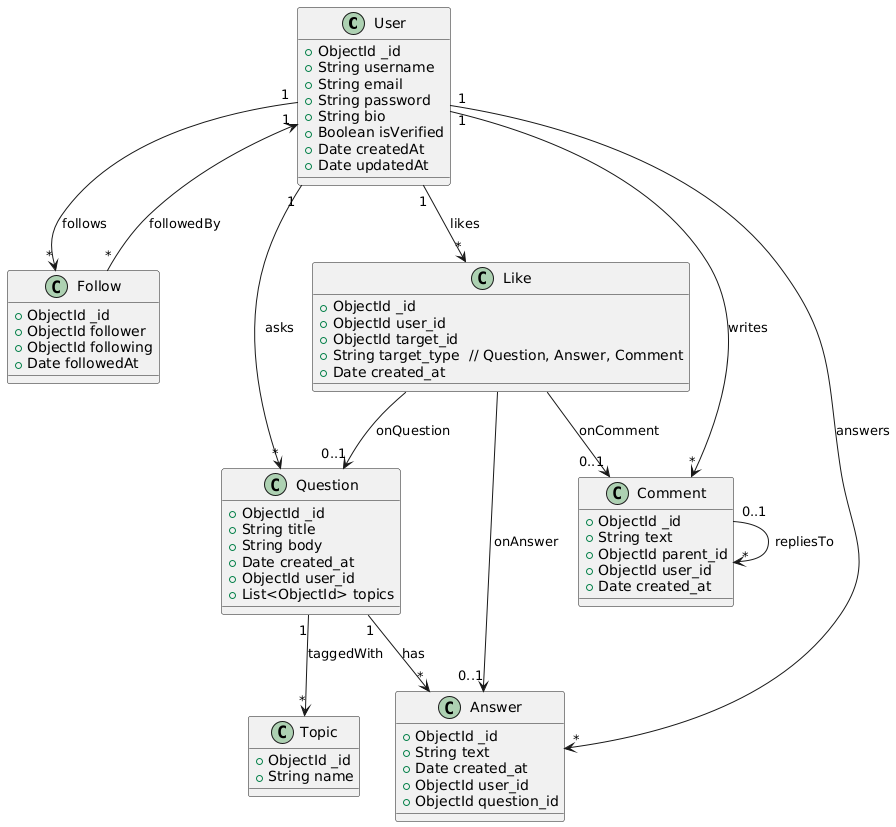 C User
ObjectId _id
String username
String email
String password
String bio
Boolean isVerified
Date createdAt
Date updatedAt
1
1
1
1
1
1
follows
followedBy
likes
*
*
*
C Follow
ObjectId _id
ObjectId follower
ObjectId following
Date followedAt
C Like
ObjectId _id
ObjectId user_id
ObjectId target_id
String target_type // Question, Answer, Comment
Date created_at
asks
writes
answers
onQuestion
onComment
*
0..1
0..1
*
C Question
ObjectId _id
String title
String body
Date created_at
ObjectId user_id
List<ObjectId> topics
onAnswer
C Comment
ObjectId _id
String text
ObjectId parent_id
ObjectId user_id
Date created_at
0..1
repliesTo
*
1
1
taggedWith
has
*
*
0..1
*
C Topic
ObjectId _id
String name
C Answer
ObjectId _id
String text
Date created_at
ObjectId user_id
ObjectId question_id